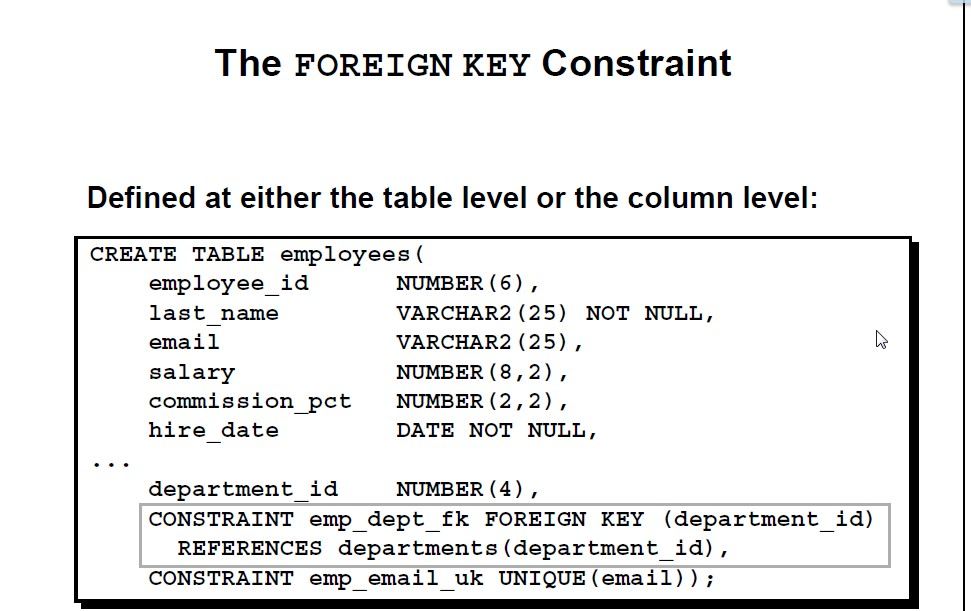 The FOREIGN KEY Constraint
Defined at either the table level or the column level:
CREATE TABLE employees(
employee_id NUMBER(6),
last_name VARCHAR2(25) NOT NULL,
email VARCHAR2(25),
salary NUMBER(8,2),
commission_pct NUMBER(2,2),
hire_date DATE NOT NULL,
...
department_id NUMBER(4),
CONSTRAINT emp_dept_fk FOREIGN KEY (department_id)
REFERENCES departments(department_id),
CONSTRAINT emp_email_uk UNIQUE(email));